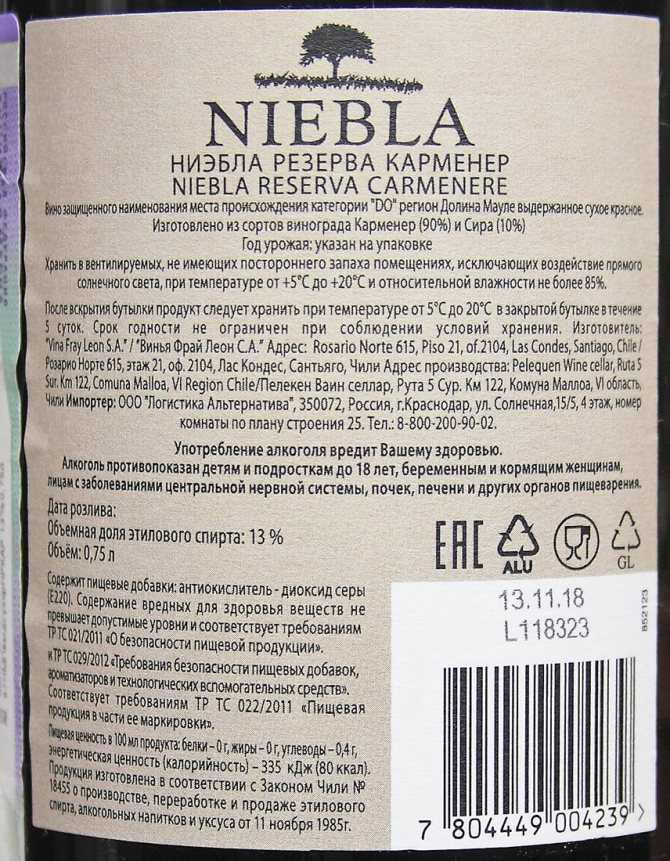 NIEBLA
НИЭБЛА РЕЗЕРВА КАРМЕНЕР
NIEBLA RESERVA CARMENERE
Вино защищенного наименования места происхождения категории "DO" регион Долина Мауле выдержанное сухое красное.
Изготовлено из сортов винограда Карменер (90%) и Сира (10%)
Год урожая: указан на упаковке
Хранить в вентилируемых, не имеющих постороннего запаха помещениях, исключающих воздействие прямого
солнечного света, при температуре от +5°С до +20°С и относительной влажности не более 85%.
После вскрытия бутылки продукт следует хранить при температуре от 5°С до 20°С в закрытой бутылке в течение
5 суток. Срок годности не ограничен при соблюдении условий хранения. Изготовитель:
"Vina Fray Leon S.A." / "Винья Фрай Леон С.А." Адрес: Rosario Norte 615, Piso 21, of.2104, Las Condes, Santiago, Chile /
Розарио Норте 615, этаж 21, оф. 2104, Лас Кондес, Сантьяго, Чили Адрес производства: Pelequen Wine cellar, Ruta 5
Sur. Km 122, Comuna Malloa, VI Region Chile/Пелекен Ваин селлар, Рута 5 Сур. Км 122, Комуна Маллоа, VI область,
Чили Импортер: ООО "Логистика Альтернатива", 350072, Россия, г.Краснодар, ул. Солнечная,15/5, 4 этаж, номер
комнаты по плану строения 25. Тел.: 8-800-200-90-02.
Употребление алкоголя вредит Вашему здоровью.
Алкоголь противопоказан детям и подросткам до 18 лет, беременным и кормящим женщинам,
лицам с заболеваниями центральной нервной системы, почек, печени и других органов пищеварения.
Дата розлива:
Объемная доля этилового спирта: 13 %
Объём: 0,75 л
EAC
ALU
GL
Содержит пищевые добавки: антиокислитель - диоксид серы
(Е220). Содержание вредных для здоровья веществ не
превышает допустимые уровни и соответствует требованиям
ТР ТС 021/2011 «О безопасности пищевой продукции».
и ТР ТС 029/2012 «Требования безопасности пищевых добавок,
ароматизаторов и технологических вспомогательных средств».
Соответствует требованиям ТР ТС 022/2011 «Пищевая
продукция в части ее маркировки».
Пищевая ценность в 100 мл продукта: белки – 0 г, жиры – 0 г, углеводы – 0,4 г,
энергетическая ценность (калорийность) – 335 кДж (80 ккал).
Продукция изготовлена в соответствии с Законом Чили №
18455 о производстве, переработке и продаже этилового
спирта, алкогольных напитков и уксуса от 11 ноября 1985г.
13.11.18
L118323
852123
7 804449 004239 >